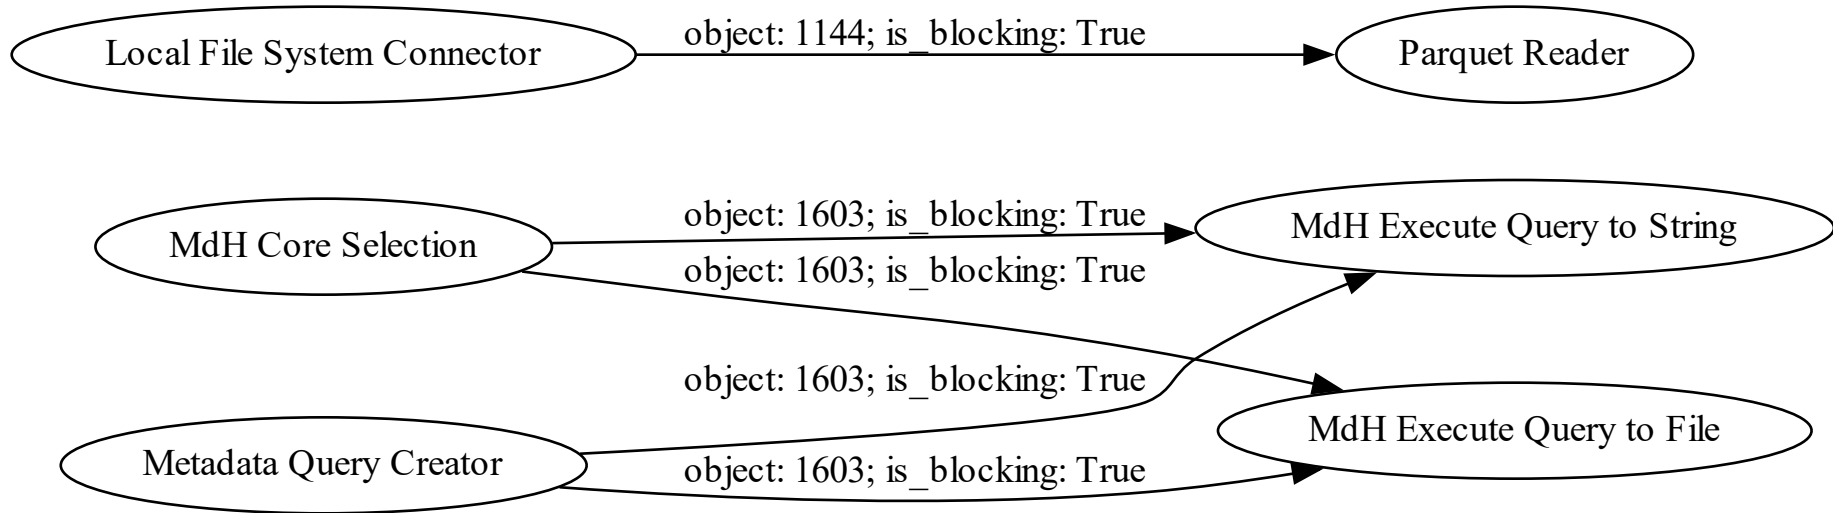 Local File System Connector
object: 1144; is_blocking: True
Parquet Reader
MdH Core Selection
object: 1603; is_blocking: True
MdH Execute Query to String
object: 1603; is_blocking: True
object: 1603; is_blocking: True
MdH Execute Query to File
Metadata Query Creator
object: 1603; is_blocking: True